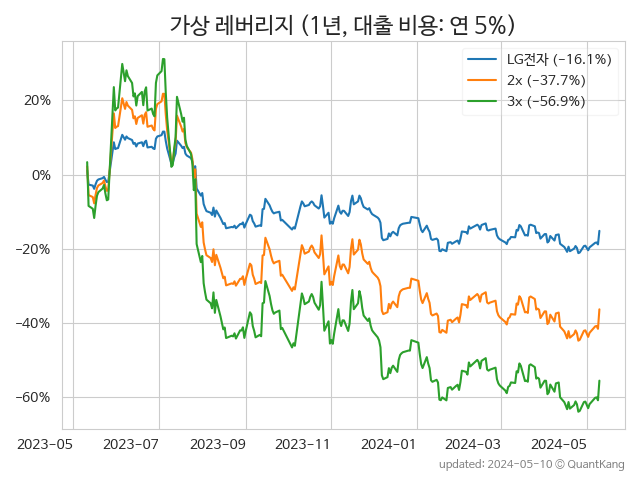 가상 레버리지 (1년, 대출 비용: 연 5%)
LG전자 (−16.1%)
2x (−37.7%)
3x (−56.9%)
20%
0%
−20%
−40%
−60%
2023-05 2023-07 2023-09 2023-11 2024-01 2024-03 2024-05
updated: 2024-05-10 © QuantKang